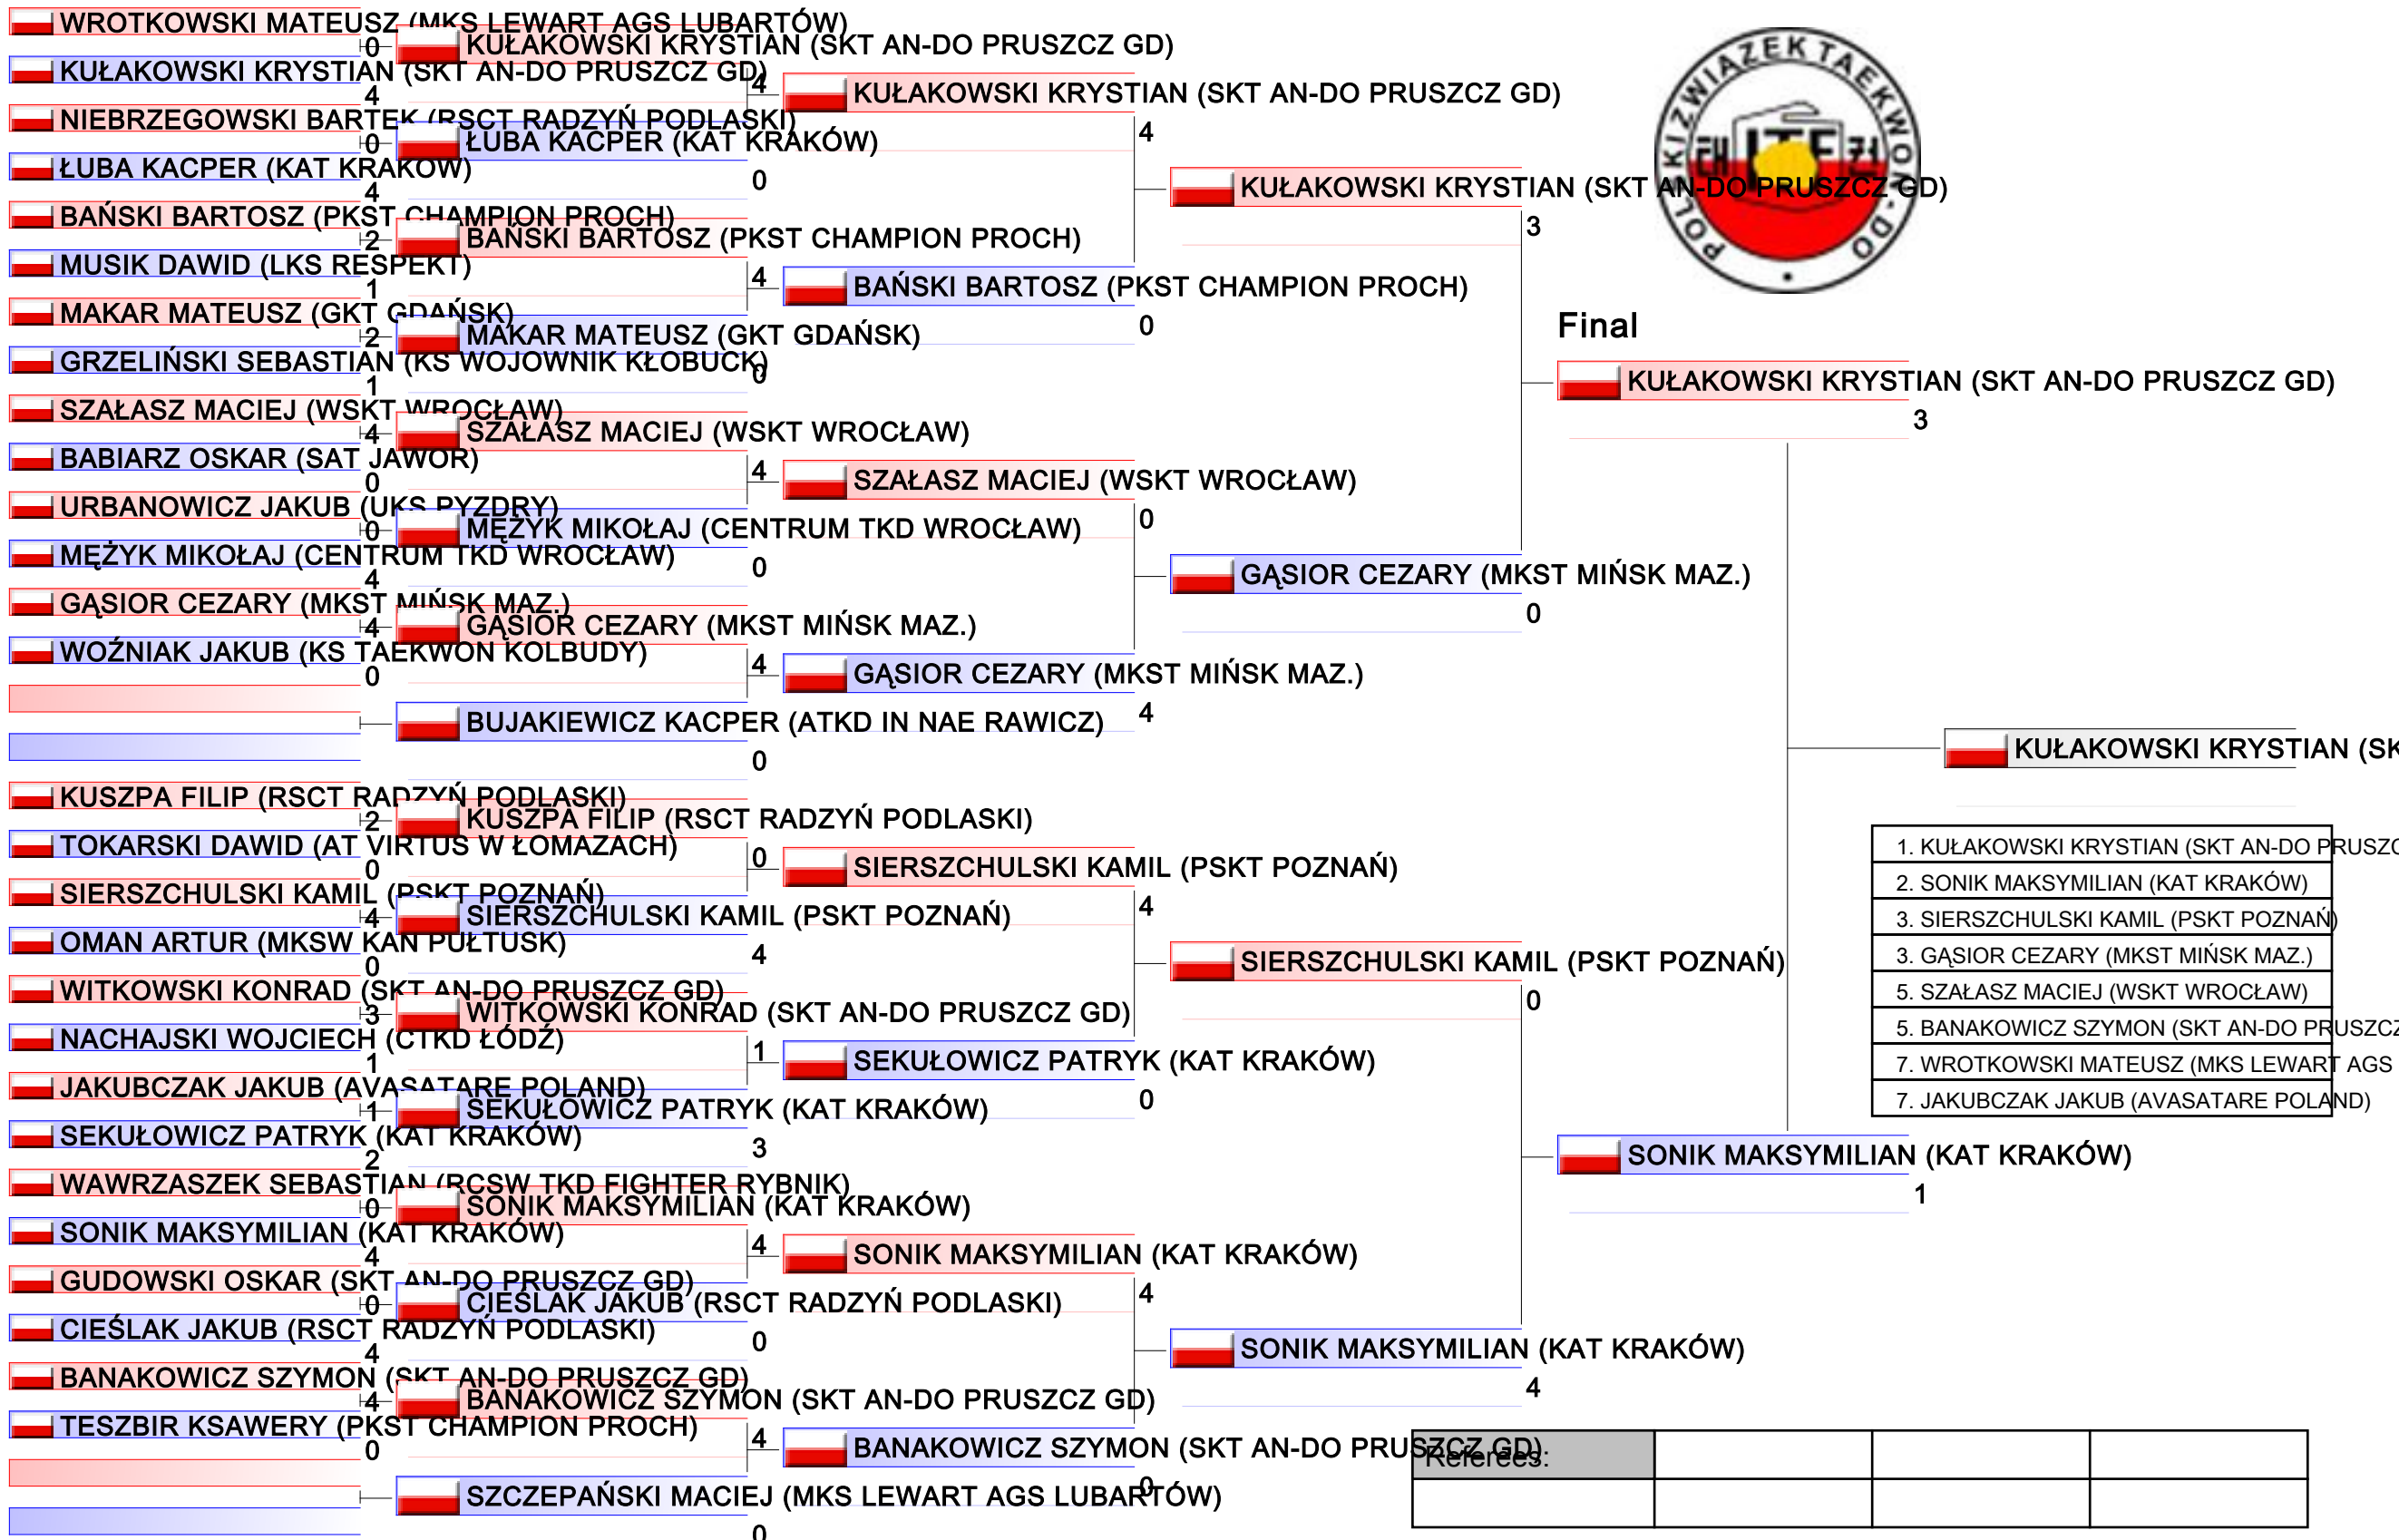 WROTKOWSKI MATEUSZ (MKS LEWART AGS LUBARTÓW)
0
KUŁAKOWSKI KRYSTIAN (SKT AN-DO PRUSZCZ GD)
4
NIEBRZEGOWSKI BARTEK (RSCT RADZYŃ PODLASKI)
0
ŁUBA KACPER (KAT KRAKÓW)
4
BAŃSKI BARTOSZ (PKST CHAMPION PROCH)
2
MUSIK DAWID (LKS RESPEKT)
1
MAKAR MATEUSZ (GKT GDAŃSK)
2
GRZELIŃSKI SEBASTIAN (KS WOJOWNIK KŁOBUCK)
1
SZAŁASZ MACIEJ (WSKT WROCŁAW)
4
BABIARZ OSKAR (SAT JAWOR)
0
URBANOWICZ JAKUB (UKS PYZDRY)
0
MĘŻYK MIKOŁAJ (CENTRUM TKD WROCŁAW)
4
GĄSIOR CEZARY (MKST MIŃSK MAZ.)
4
WOŹNIAK JAKUB (KS TAEKWON KOLBUDY)
0
KUSZPA FILIP (RSCT RADZYŃ PODLASKI)
2
TOKARSKI DAWID (AT VIRTUS W ŁOMAZACH)
0
SIERSZCHULSKI KAMIL (PSKT POZNAŃ)
4
OMAN ARTUR (MKSW KAN PUŁTUSK)
0
WITKOWSKI KONRAD (SKT AN-DO PRUSZCZ GD)
3
NACHAJSKI WOJCIECH (CTKD ŁÓDŹ)
1
JAKUBCZAK JAKUB (AVASATARE POLAND)
1
SEKUŁOWICZ PATRYK (KAT KRAKÓW)
2
WAWRZASZEK SEBASTIAN (RCSW TKD FIGHTER RYBNIK)
0
SONIK MAKSYMILIAN (KAT KRAKÓW)
4
GUDOWSKI OSKAR (SKT AN-DO PRUSZCZ GD)
0
CIEŚLAK JAKUB (RSCT RADZYŃ PODLASKI)
4
BANAKOWICZ SZYMON (SKT AN-DO PRUSZCZ GD)
4
TESZBIR KSAWERY (PKST CHAMPION PROCH)
0
KUŁAKOWSKI KRYSTIAN (SKT AN-DO PRUSZCZ GD)
4
ŁUBA KACPER (KAT KRAKÓW)
0
BAŃSKI BARTOSZ (PKST CHAMPION PROCH)
4
MAKAR MATEUSZ (GKT GDAŃSK)
0
SZAŁASZ MACIEJ (WSKT WROCŁAW)
4
MĘŻYK MIKOŁAJ (CENTRUM TKD WROCŁAW)
0
GĄSIOR CEZARY (MKST MIŃSK MAZ.)
4
BUJAKIEWICZ KACPER (ATKD IN NAE RAWICZ)
0
KUSZPA FILIP (RSCT RADZYŃ PODLASKI)
0
SIERSZCHULSKI KAMIL (PSKT POZNAŃ)
4
WITKOWSKI KONRAD (SKT AN-DO PRUSZCZ GD)
1
SEKUŁOWICZ PATRYK (KAT KRAKÓW)
3
SONIK MAKSYMILIAN (KAT KRAKÓW)
4
CIEŚLAK JAKUB (RSCT RADZYŃ PODLASKI)
0
BANAKOWICZ SZYMON (SKT AN-DO PRUSZCZ GD)
4
SZCZEPAŃSKI MACIEJ (MKS LEWART AGS LUBARTÓW)
0
KUŁAKOWSKI KRYSTIAN (SKT AN-DO PRUSZCZ GD)
4
BAŃSKI BARTOSZ (PKST CHAMPION PROCH)
0
SZAŁASZ MACIEJ (WSKT WROCŁAW)
0
GĄSIOR CEZARY (MKST MIŃSK MAZ.)
4
SIERSZCHULSKI KAMIL (PSKT POZNAŃ)
4
SEKUŁOWICZ PATRYK (KAT KRAKÓW)
0
SONIK MAKSYMILIAN (KAT KRAKÓW)
4
BANAKOWICZ SZYMON (SKT AN-DO PRUSZCZ GD)
0
KUŁAKOWSKI KRYSTIAN (SKT AN-DO PRUSZCZ GD)
3
GĄSIOR CEZARY (MKST MIŃSK MAZ.)
0
SIERSZCHULSKI KAMIL (PSKT POZNAŃ)
0
SONIK MAKSYMILIAN (KAT KRAKÓW)
4
POLSKI ZWIAZEK TAEKWON-DO
ITF
Final
KUŁAKOWSKI KRYSTIAN (SKT AN-DO PRUSZCZ GD)
3
SONIK MAKSYMILIAN (KAT KRAKÓW)
1
KUŁAKOWSKI KRYSTIAN (SK
1. KUŁAKOWSKI KRYSTIAN (SKT AN-DO PRUSZC
2. SONIK MAKSYMILIAN (KAT KRAKÓW)
3. SIERSZCHULSKI KAMIL (PSKT POZNAŃ)
3. GĄSIOR CEZARY (MKST MIŃSK MAZ.)
5. SZAŁASZ MACIEJ (WSKT WROCŁAW)
5. BANAKOWICZ SZYMON (SKT AN-DO PRUSZCZ
7. WROTKOWSKI MATEUSZ (MKS LEWART AGS
7. JAKUBCZAK JAKUB (AVASATARE POLAND)
Referees: